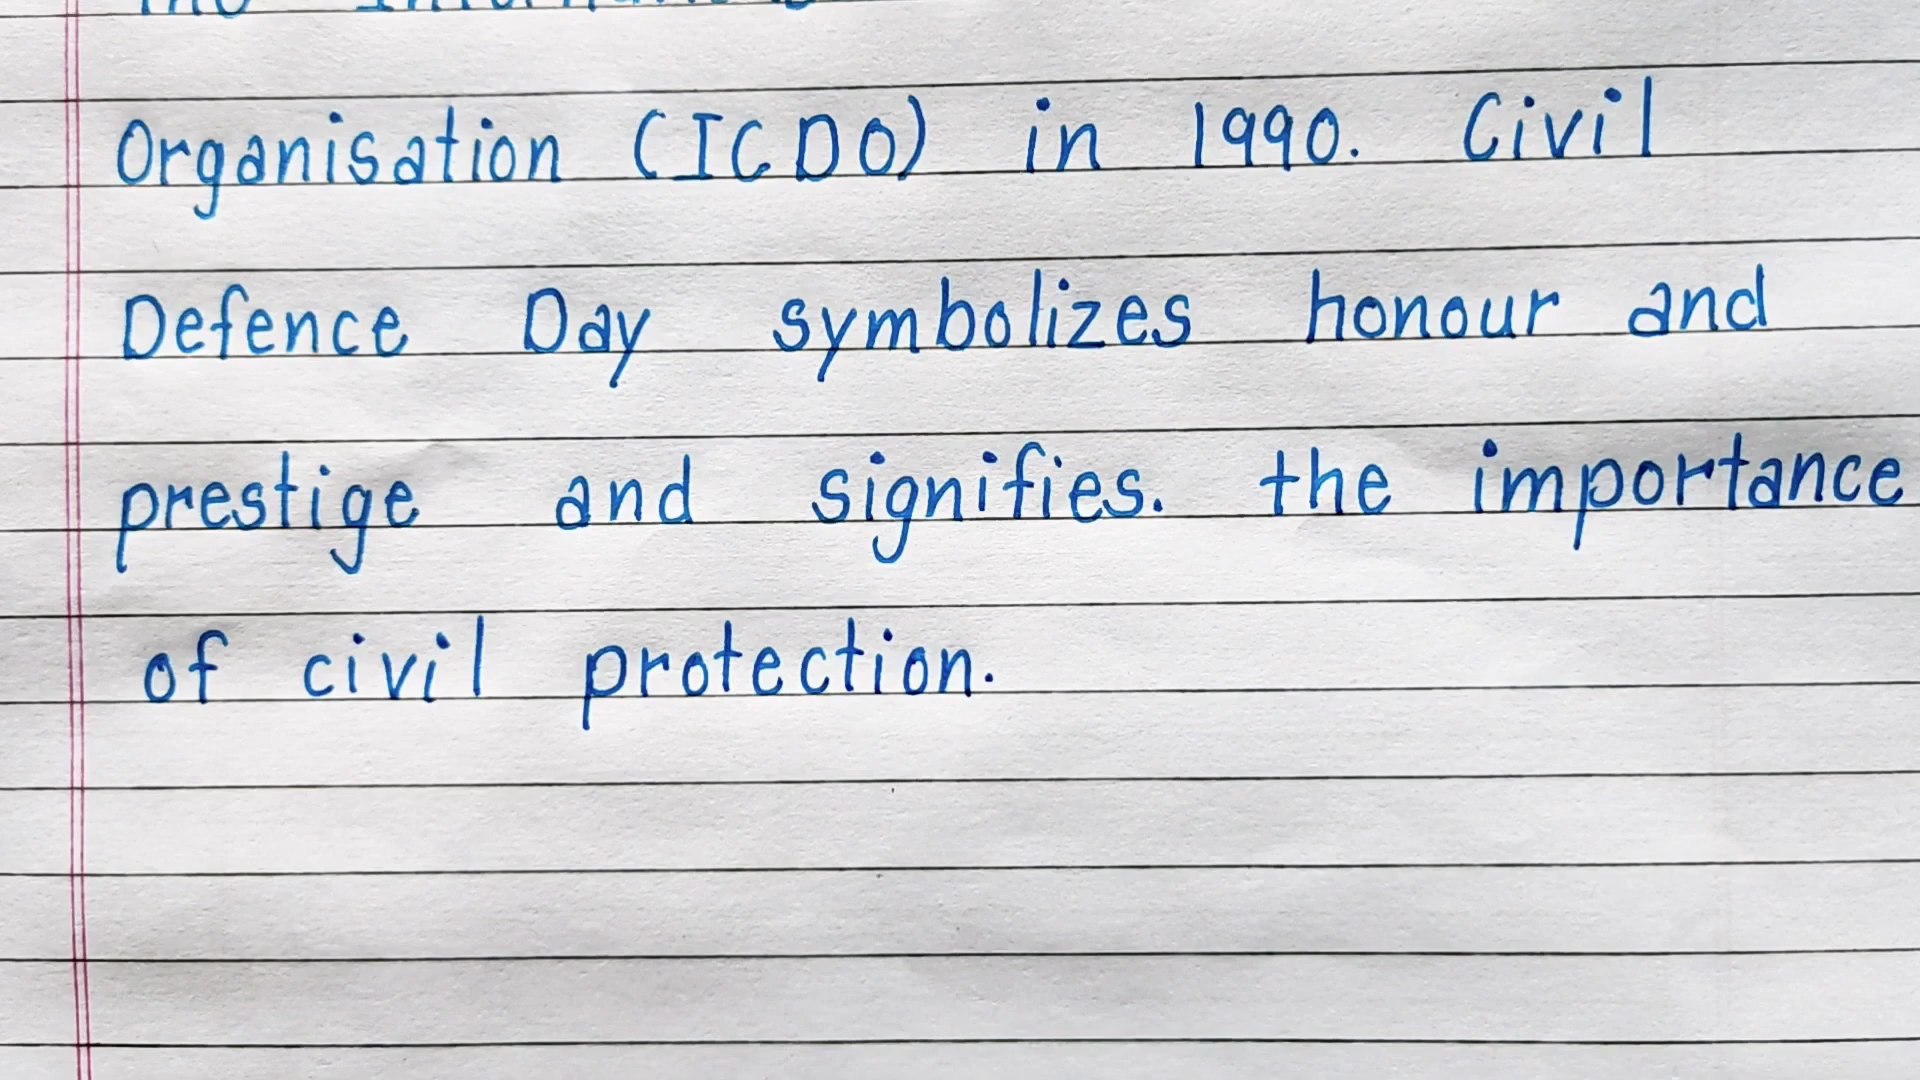 Organisation (ICDO) in 1990. Civil
Defence Day symbolizes honour and
prestige and signifies. the importance
of civil protection.